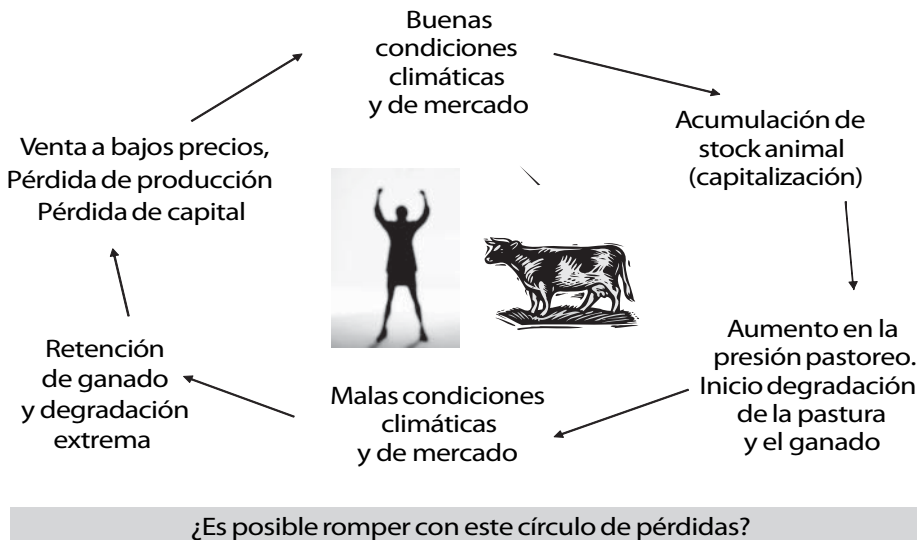 Buenas
condiciones
climáticas
y de mercado
Acumulación de
stock animal
(capitalización)
Aumento en la
presión pastoreo.
Inicio degradación
de la pastura
y el ganado
Malas condiciones
climáticas
y de mercado
Retención
de ganado
y degradación
extrema
Venta a bajos precios,
Pérdida de producción
Pérdida de capital
¿Es posible romper con este círculo de pérdidas?